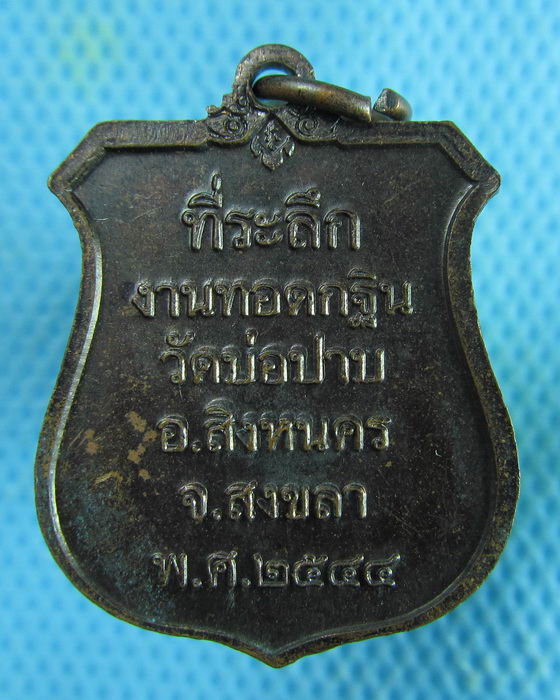 ที่ระลึก
งานทอดกฐิน
วัดบ่อปาบ
อ.สิงหนคร
จ.สงขลา
พ.ศ.๒๕๔๔